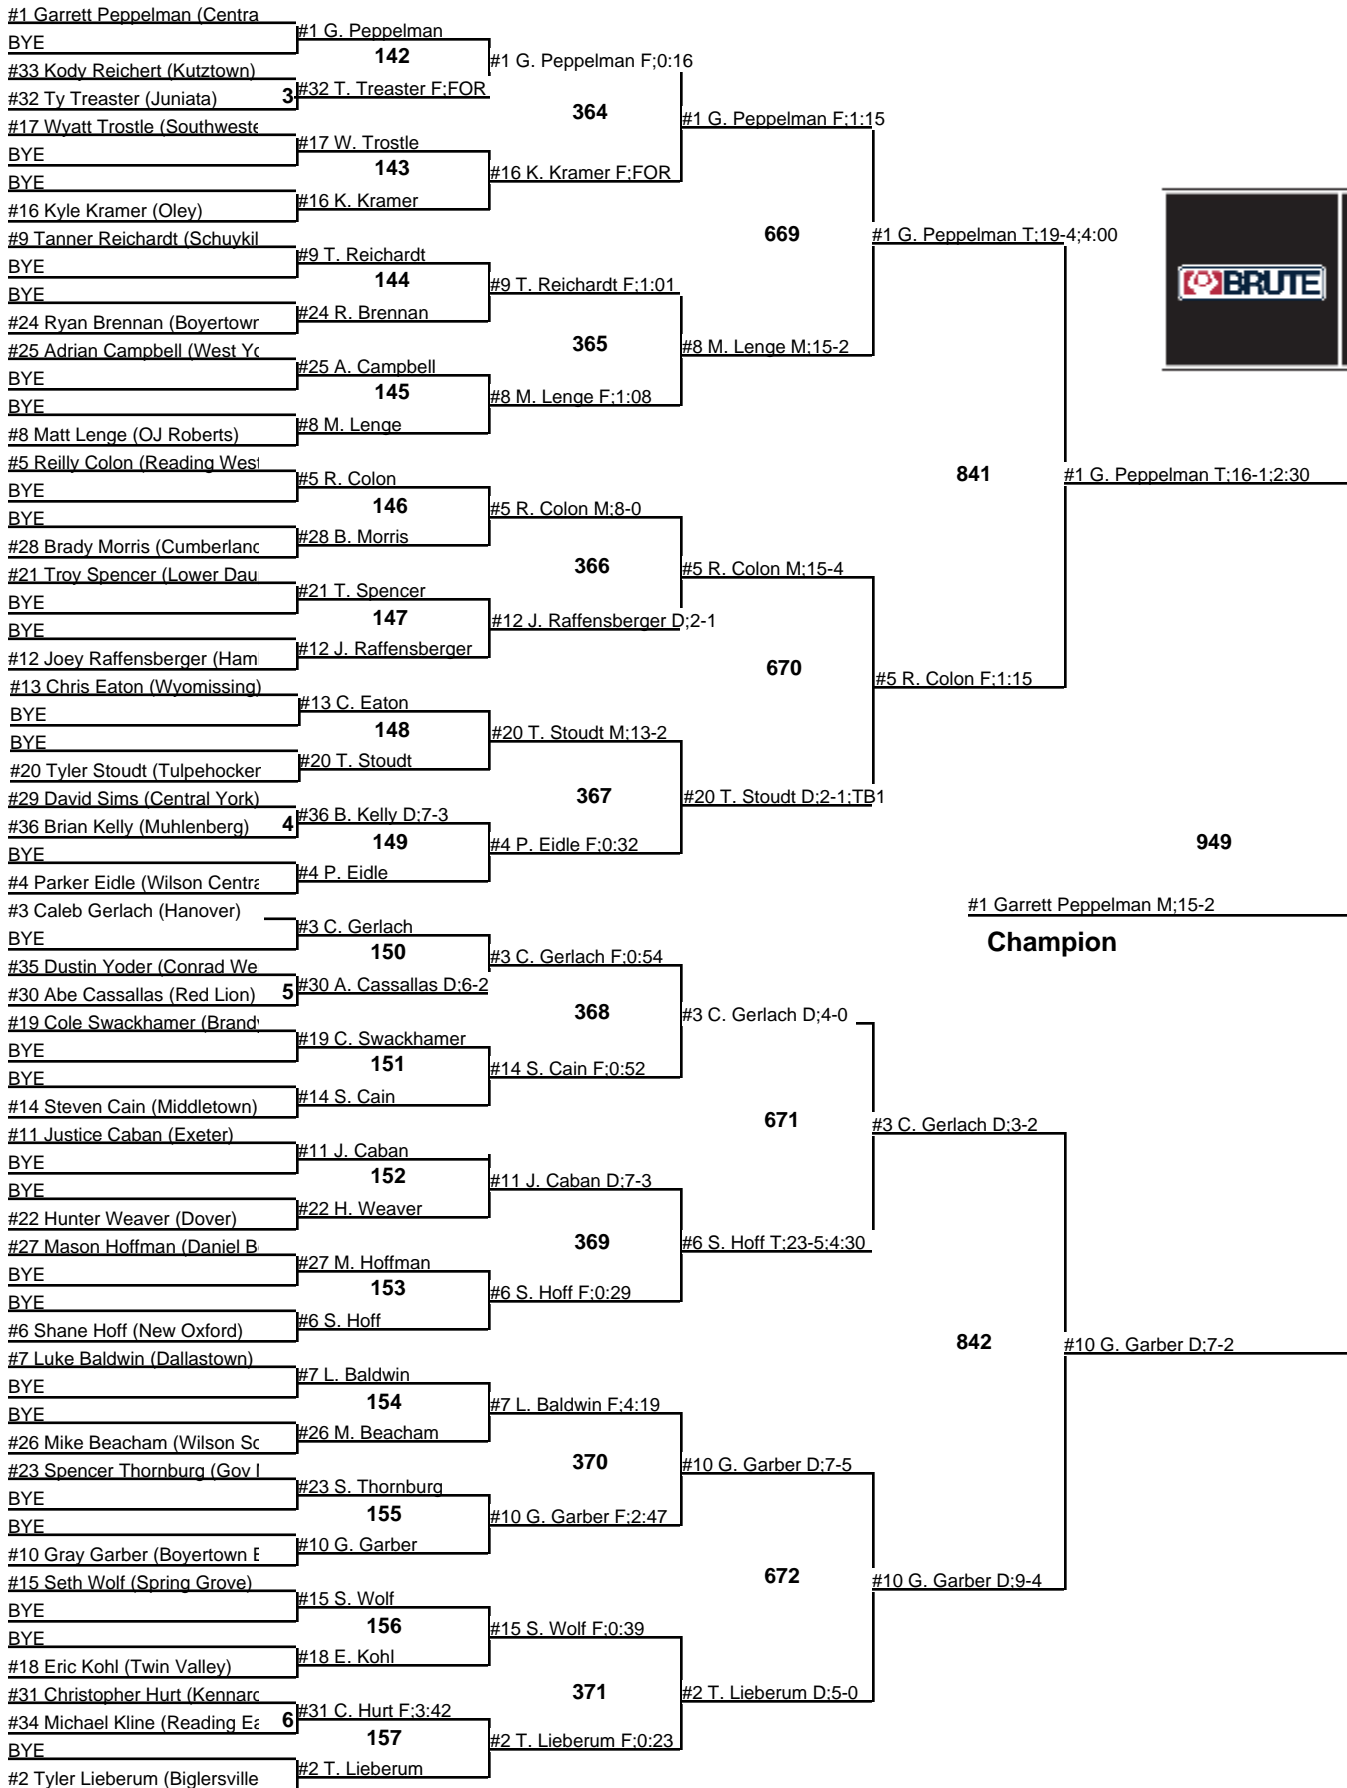 #1 Garrett Peppelman (Centra
BYE
#33 Kody Reichert (Kutztown)
#32 Ty Treaster (Juniata) 3
#17 Wyatt Trostle (Southweste
BYE
BYE
#16 Kyle Kramer (Oley)
#9 Tanner Reichardt (Schuykil
BYE
BYE
#24 Ryan Brennan (Boyertown
#25 Adrian Campbell (West Yo
BYE
BYE
#8 Matt Lenge (OJ Roberts)
#5 Reilly Colon (Reading West
BYE
BYE
#28 Brady Morris (Cumberland
#21 Troy Spencer (Lower Dau
BYE
BYE
#12 Joey Raffensberger (Ham
#13 Chris Eaton (Wyomissing)
BYE
BYE
#20 Tyler Stoudt (Tulpehocken
#29 David Sims (Central York)
#36 Brian Kelly (Muhlenberg) 4
BYE
#4 Parker Eidle (Wilson Centra
#3 Caleb Gerlach (Hanover)
BYE
#35 Dustin Yoder (Conrad We
#30 Abe Cassallas (Red Lion) 5
#19 Cole Swackhamer (Brandy
BYE
BYE
#14 Steven Cain (Middletown)
#11 Justice Caban (Exeter)
BYE
BYE
#22 Hunter Weaver (Dover)
#27 Mason Hoffman (Daniel B
BYE
BYE
#6 Shane Hoff (New Oxford)
#7 Luke Baldwin (Dallastown)
BYE
BYE
#26 Mike Beacham (Wilson Sc
#23 Spencer Thornburg (Gov M
BYE
BYE
#10 Gray Garber (Boyertown E
#15 Seth Wolf (Spring Grove)
BYE
BYE
#18 Eric Kohl (Twin Valley)
#31 Christopher Hurt (Kennard
#34 Michael Kline (Reading Ea 6
BYE
#2 Tyler Lieberum (Biglersville
#1 G. Peppelman
142
#32 T. Treaster F;FOR
#17 W. Trostle
143
#16 K. Kramer
#9 T. Reichardt
144
#24 R. Brennan
#25 A. Campbell
145
#8 M. Lenge
#5 R. Colon
146
#28 B. Morris
#21 T. Spencer
147
#12 J. Raffensberger
#13 C. Eaton
148
#20 T. Stoudt
#36 B. Kelly D;7-3
149
#4 P. Eidle
#3 C. Gerlach
150
#30 A. Cassallas D;6-2
#19 C. Swackhamer
151
#14 S. Cain
#11 J. Caban
152
#22 H. Weaver
#27 M. Hoffman
153
#6 S. Hoff
#7 L. Baldwin
154
#26 M. Beacham
#23 S. Thornburg
155
#10 G. Garber
#15 S. Wolf
156
#18 E. Kohl
#31 C. Hurt F;3:42
157
#2 T. Lieberum
#1 G. Peppelman F;0:16
364
#16 K. Kramer F;FOR
#9 T. Reichardt F;1:01
365
#8 M. Lenge F;1:08
#5 R. Colon M;8-0
366
#12 J. Raffensberger D;2-1
#20 T. Stoudt M;13-2
367
#4 P. Eidle F;0:32
#3 C. Gerlach F;0:54
368
#14 S. Cain F;0:52
#11 J. Caban D;7-3
369
#6 S. Hoff F;0:29
#7 L. Baldwin F;4:19
370
#10 G. Garber F;2:47
#15 S. Wolf F;0:39
371
#2 T. Lieberum F;0:23
#1 G. Peppelman F;1:15
669
#8 M. Lenge M;15-2
#5 R. Colon M;15-4
670
#20 T. Stoudt D;2-1;TB1
#3 C. Gerlach D;4-0
671
#6 S. Hoff T;23-5;4:30
#10 G. Garber D;7-5
672
#2 T. Lieberum D;5-0
#1 G. Peppelman T;19-4;4:00
841
#5 R. Colon F;1:15
#3 C. Gerlach D;3-2
842
#10 G. Garber D;9-4
BRUTE
#1 G. Peppelman T;16-1;2:30
949
#10 G. Garber D;7-2
#1 Garrett Peppelman M;15-2
Champion